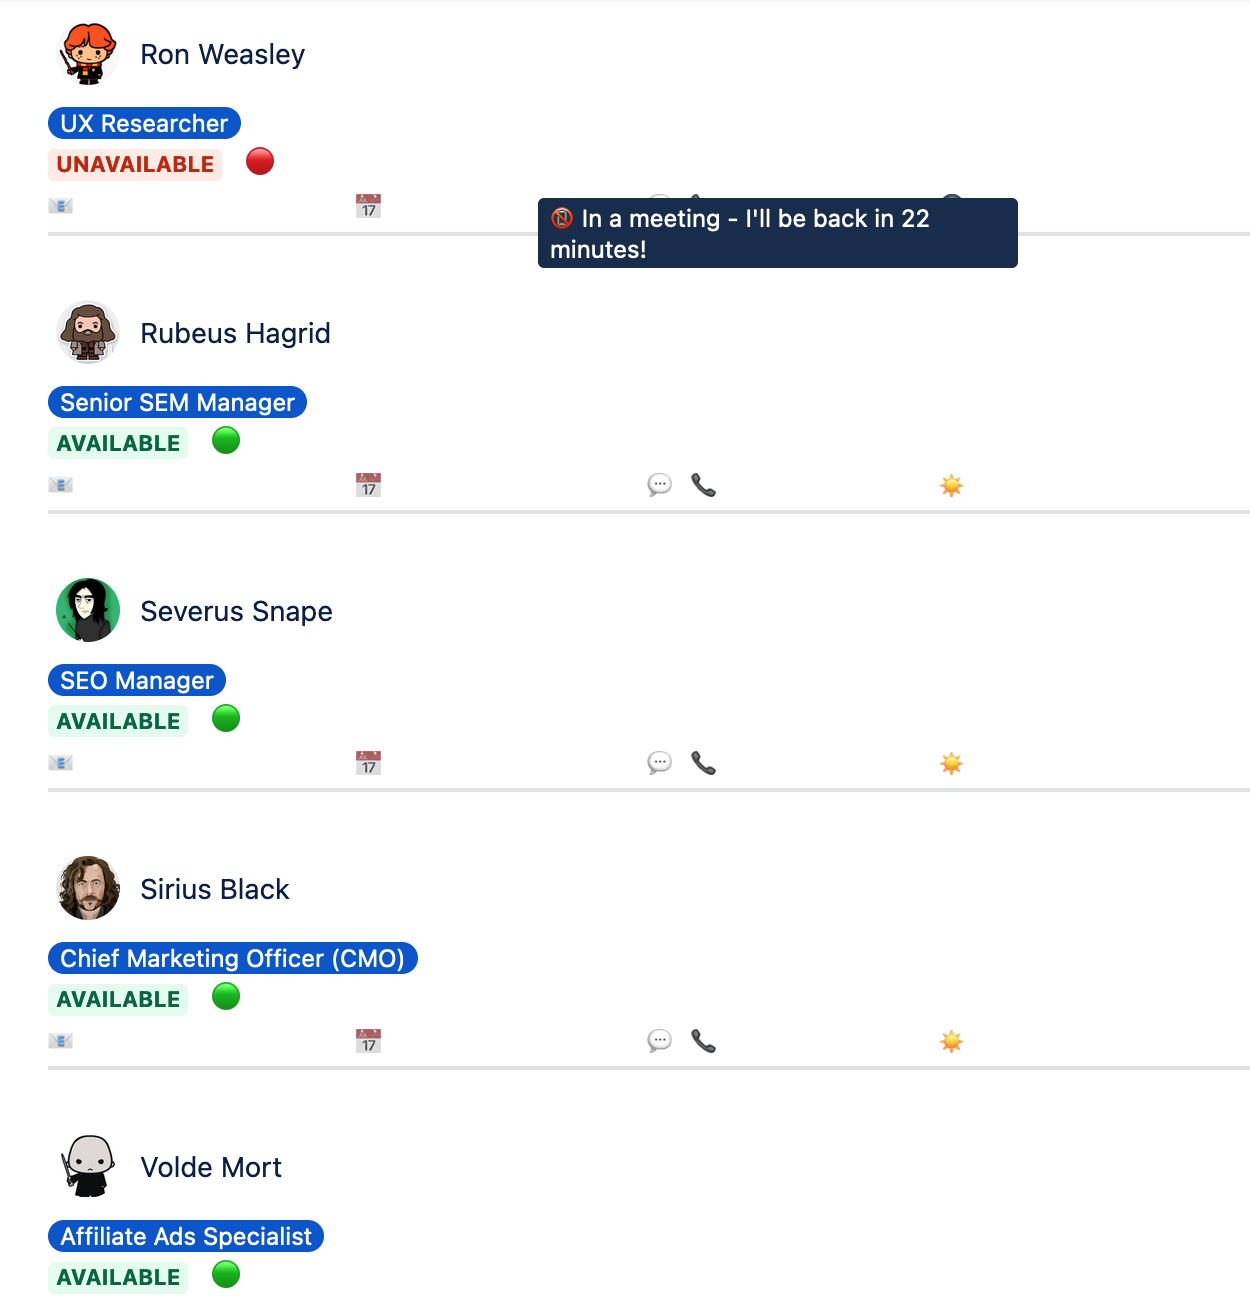 Ron Weasley
UX Researcher
UNAVAILABLE
17
In a meeting - I'll be back in 22
minutes!
Rubeus Hagrid
Senior SEM Manager
AVAILABLE
17
Severus Snape
SEO Manager
AVAILABLE
17
Sirius Black
Chief Marketing Officer (CMO)
AVAILABLE
17
Volde Mort
Affiliate Ads Specialist
AVAILABLE